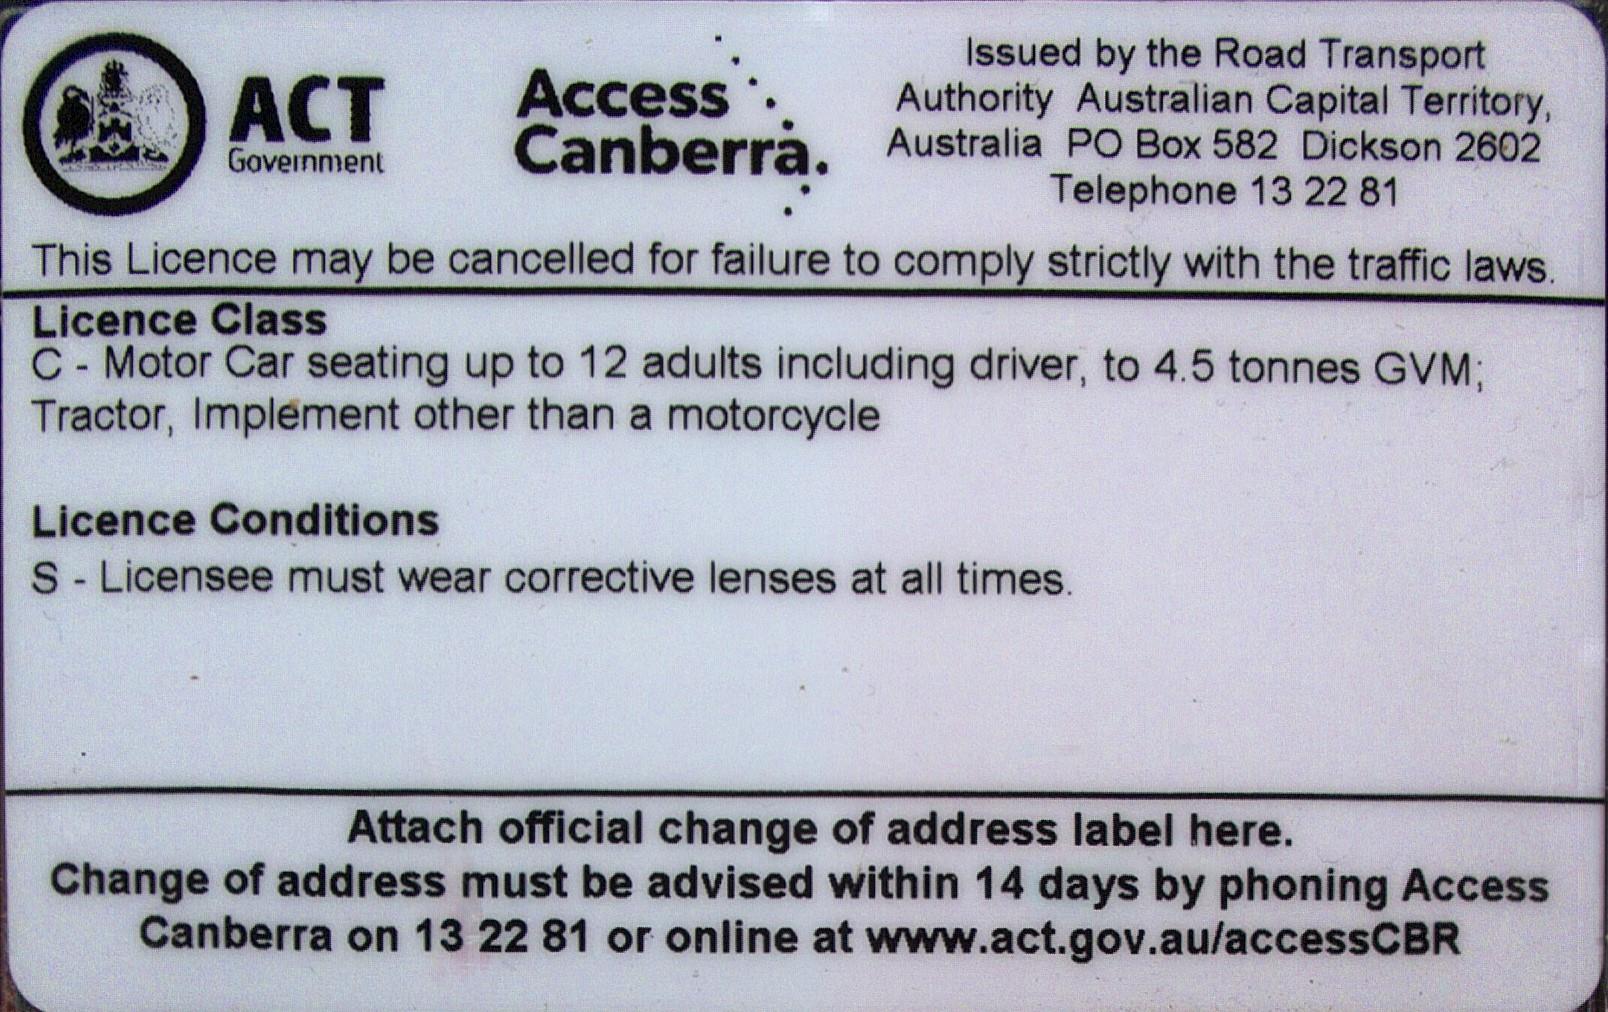 ACT
Government
Access
Canberra.
Issued by the Road Transport
Authority Australian Capital Territory,
Australia PO Box 582 Dickson 2602
Telephone 13 22 81
This Licence may be cancelled for failure to comply strictly with the traffic laws.
Licence Class
C - Motor Car seating up to 12 adults including driver, to 4.5 tonnes GVM;
Tractor, Implement other than a motorcycle
Licence Conditions
S - Licensee must wear corrective lenses at all times.
Attach official change of address label here.
Change of address must be advised within 14 days by phoning Access
Canberra on 13 22 81 or online at www.act.gov.au/accessCBR